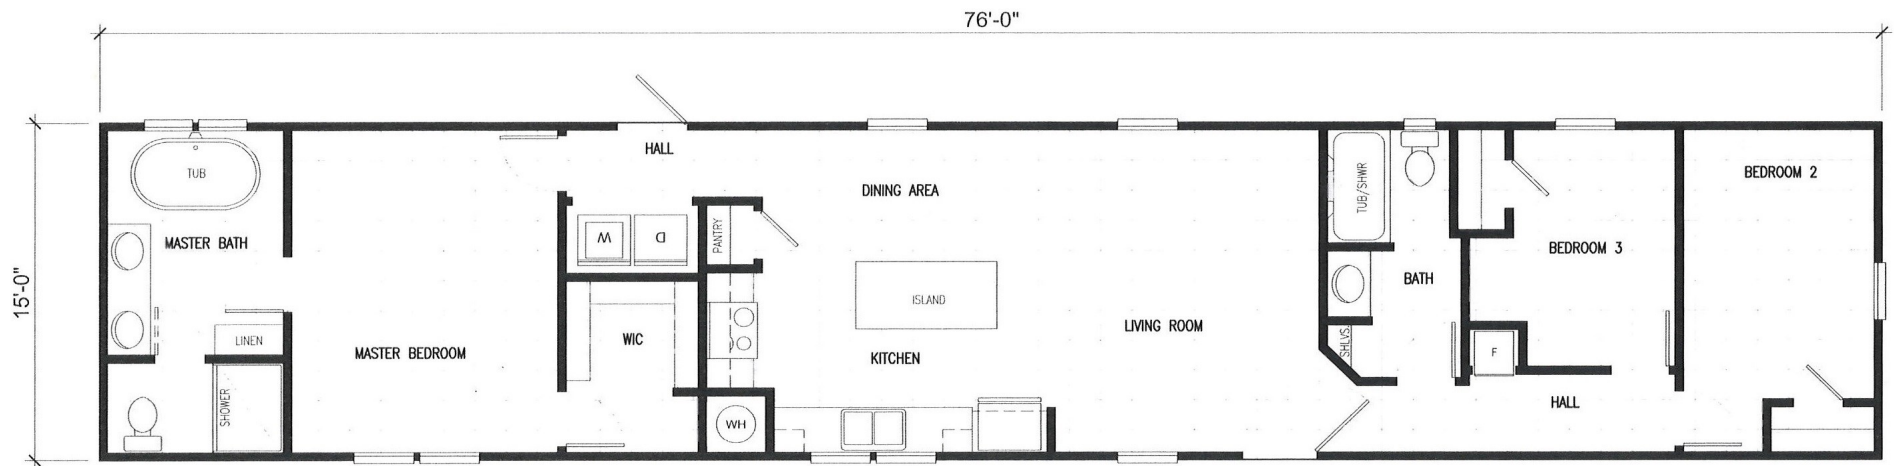 76'-0"
15'-0"
TUB
MASTER BATH
LINEN
SHOWER
MASTER BEDROOM
HALL
W
D
WIC
PANTRY
WH
DINING AREA
ISLAND
KITCHEN
LIVING ROOM
TUB/SHWR
BATH
SHLVS.
F
BEDROOM 3
HALL
BEDROOM 2